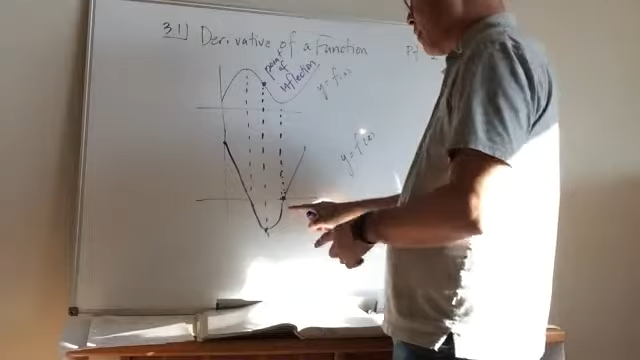 3.1] Derivative of a Function
point
of
inflection
y = f(x)
y = f'(x)